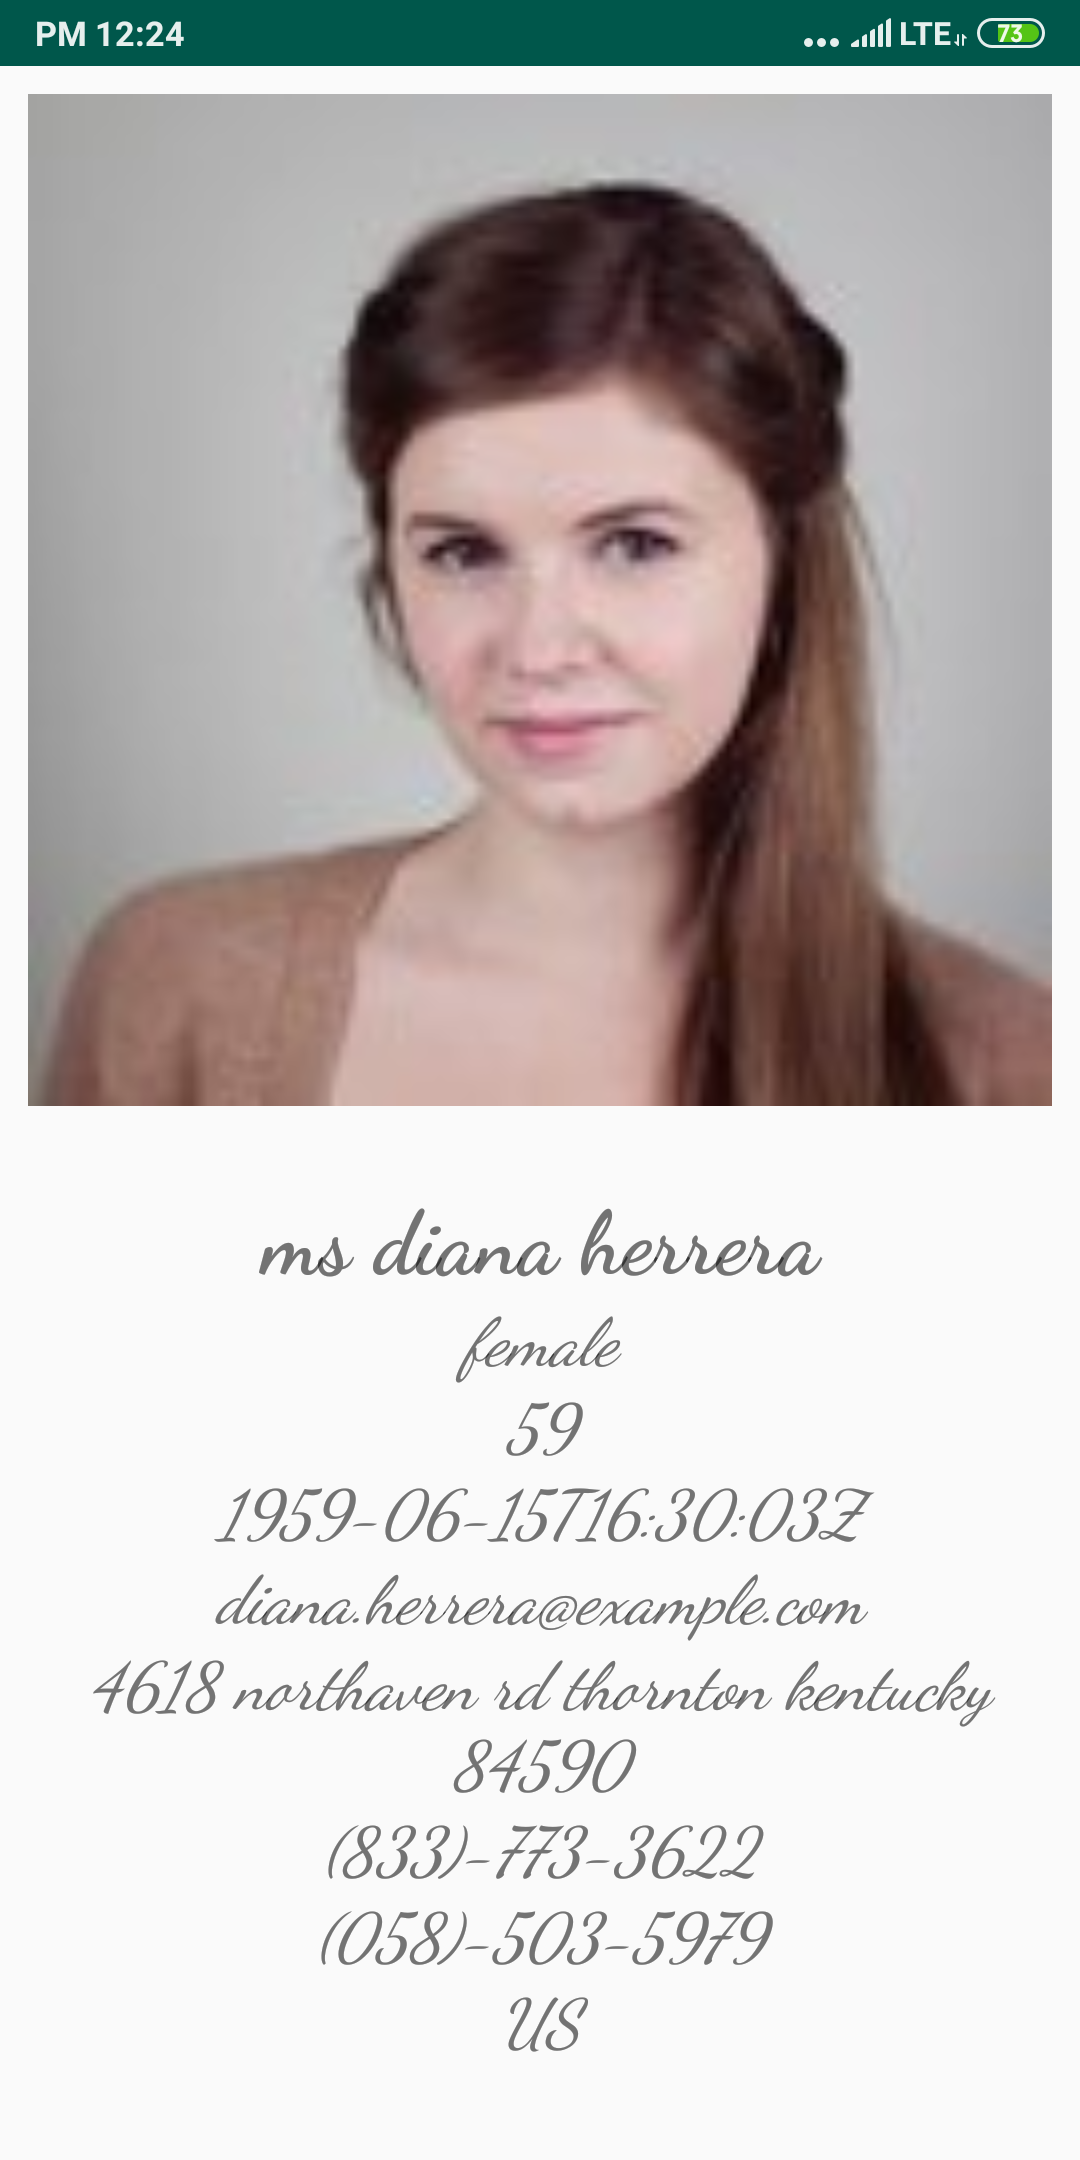 PM 12:24 ... LTE 73
ms diana herrera
female
59
1959-06-15T16:30:03Z
diana.herrera@example.com
4618 northaven rd thornton kentucky
84590
(833)-773-3622
(058)-503-5979
US